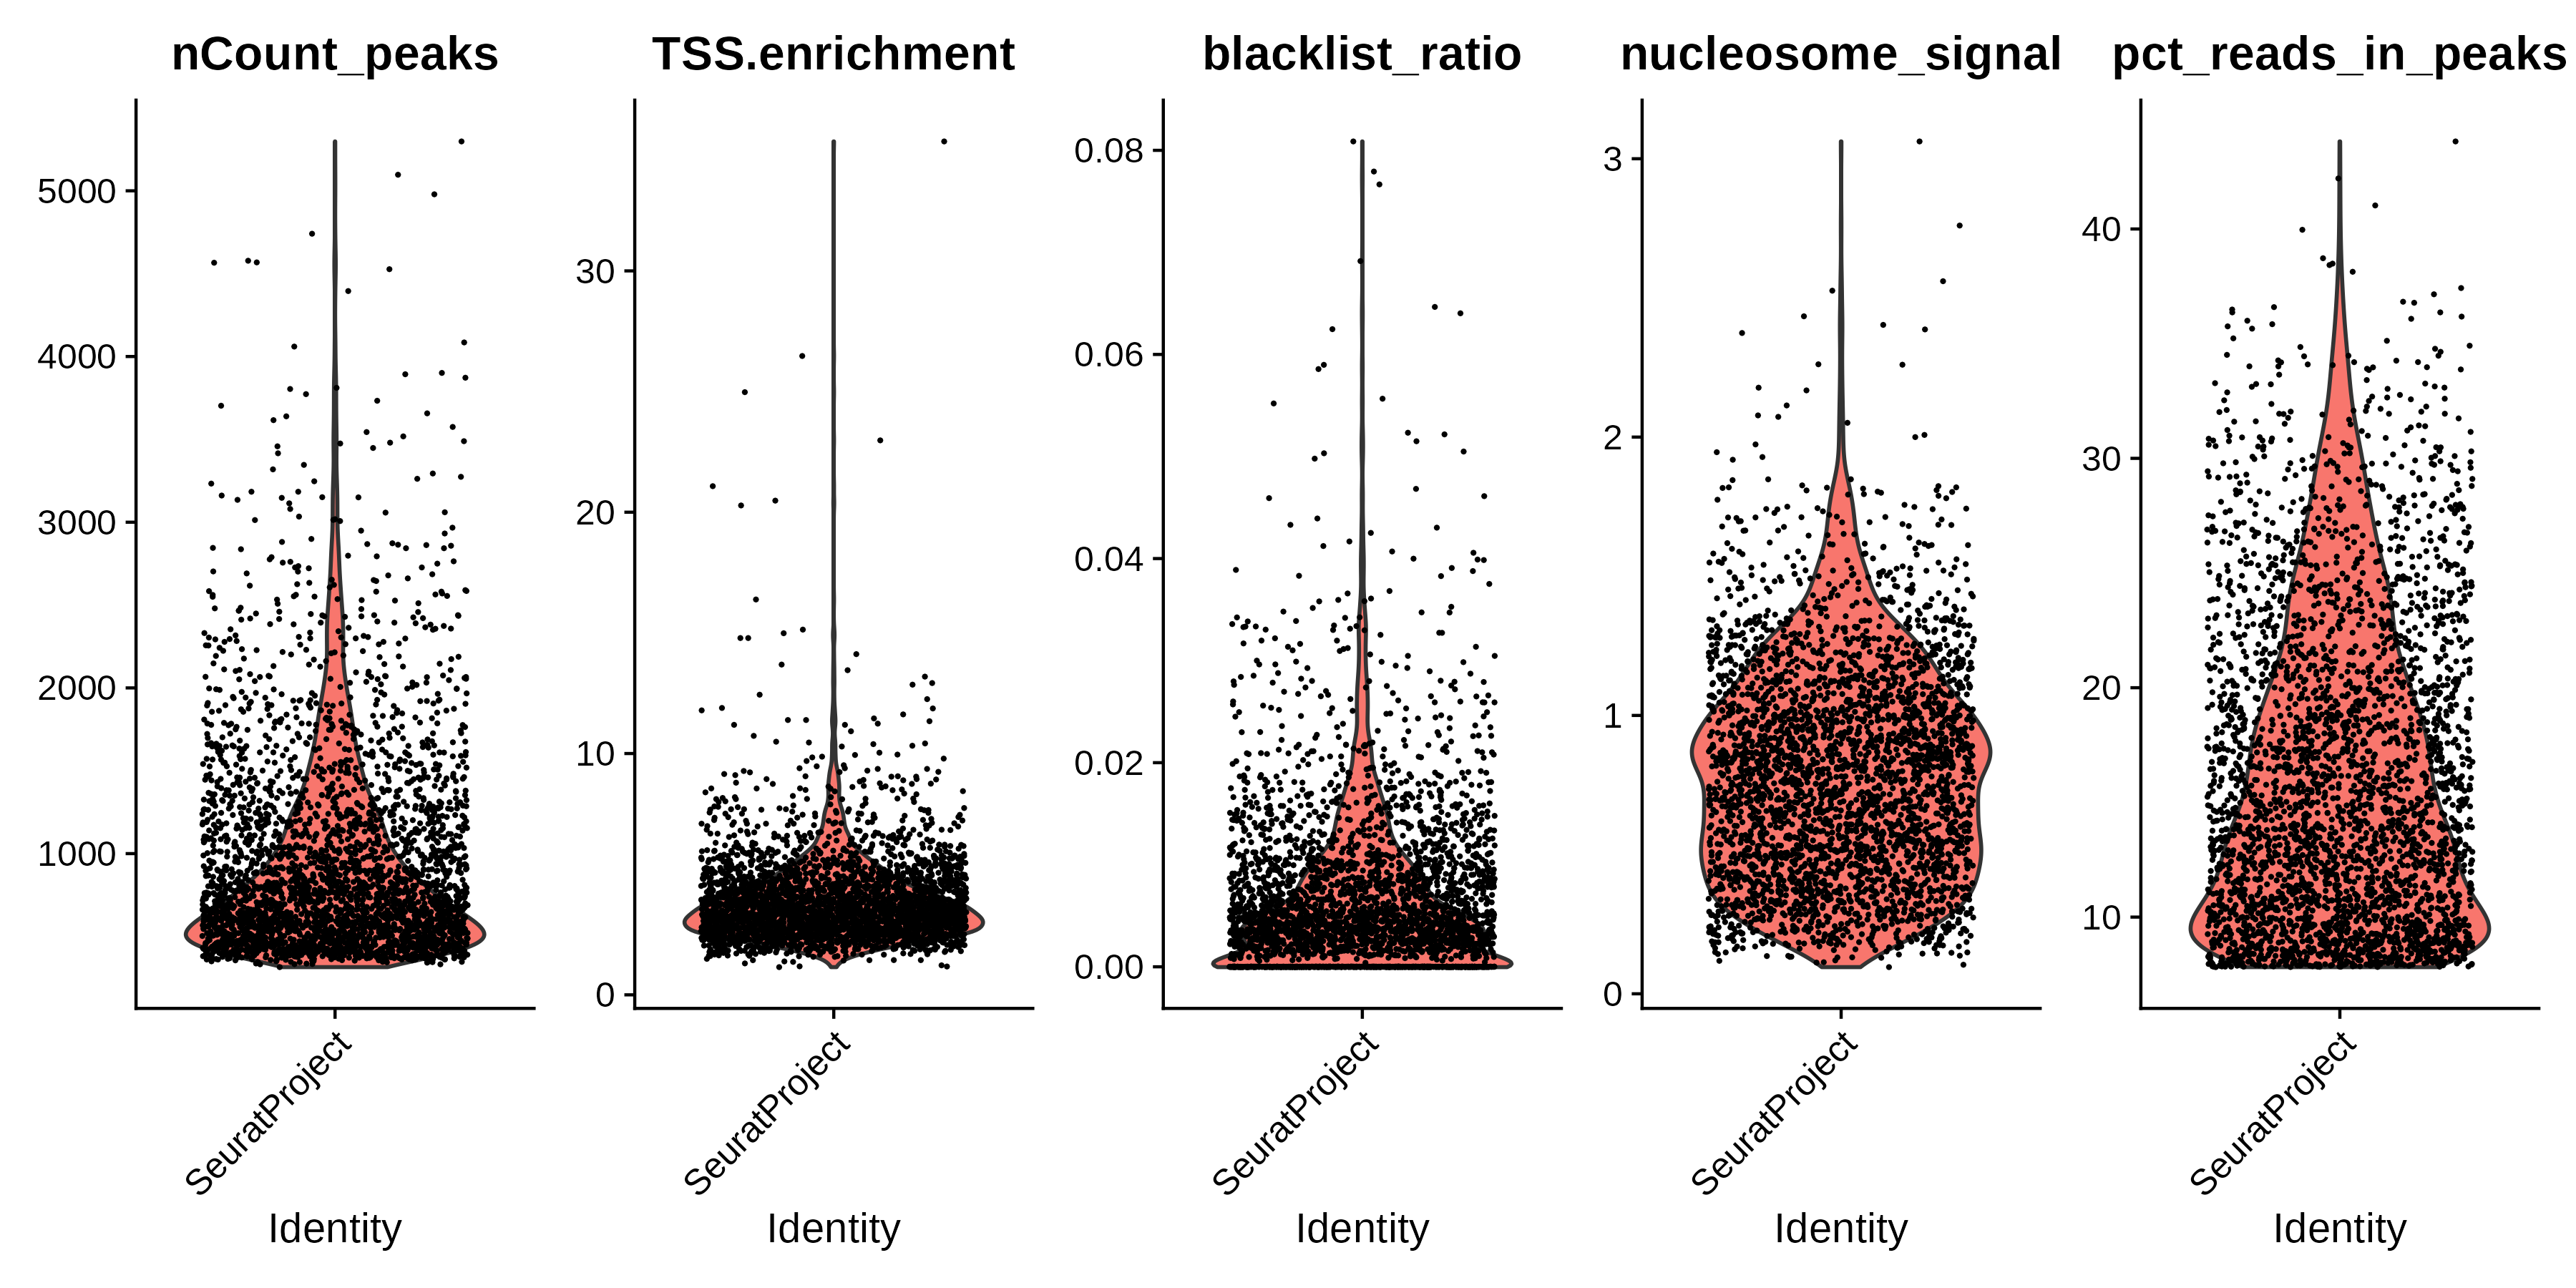 nCount_peaks
5000
4000
3000
2000
1000
SeuratProject
Identity
TSS.enrichment
30
20
10
0
SeuratProject
Identity
blacklist_ratio
0.08
0.06
0.04
0.02
0.00
SeuratProject
Identity
nucleosome_signal
3
2
1
0
SeuratProject
Identity
pct_reads_in_peaks
40
30
20
10
SeuratProject
Identity